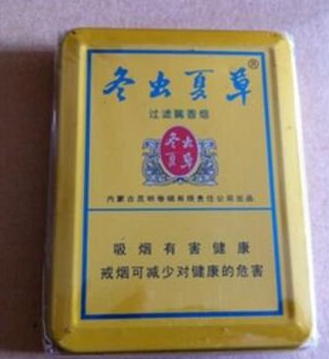 冬虫夏草®
过滤嘴香烟
冬虫
夏草
内蒙古昆明卷烟有限责任公司出品
吸烟有害健康
戒烟可减少对健康的危害